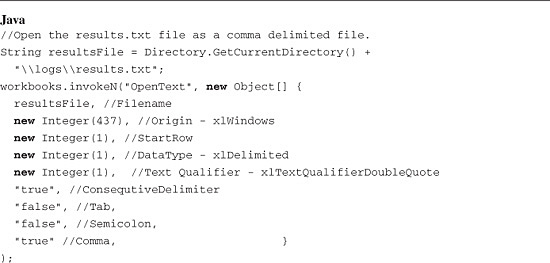 Java
//Open the results.txt file as a comma delimited file.
String resultsFile = Directory.GetCurrentDirectory() +
"\\logs\\results.txt";
workbooks.invokeN("OpenText", new Object[] {
resultsFile, //Filename
new Integer(437), //Origin - xlWindows
new Integer(1), //StartRow
new Integer(1), //DataType - xlDelimited
new Integer(1),  //Text Qualifier - xlTextQualifierDoubleQuote
"true", //ConsequtiveDelimiter
"false", //Tab,
"false", //Semicolon,
"true" //Comma, }
);